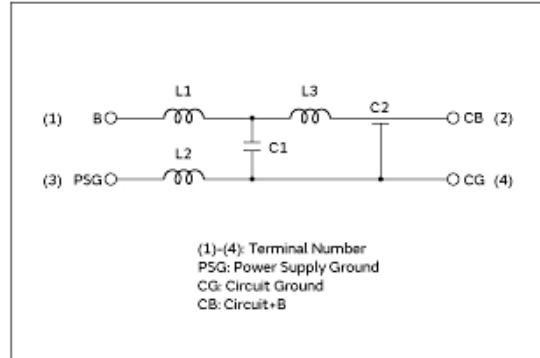 L1
L3
C2
(1) B
CB (2)
C1
L2
(3) PSG
CG (4)
(1)-(4): Terminal Number
PSG: Power Supply Ground
CG: Circuit Ground
CB: Circuit+B